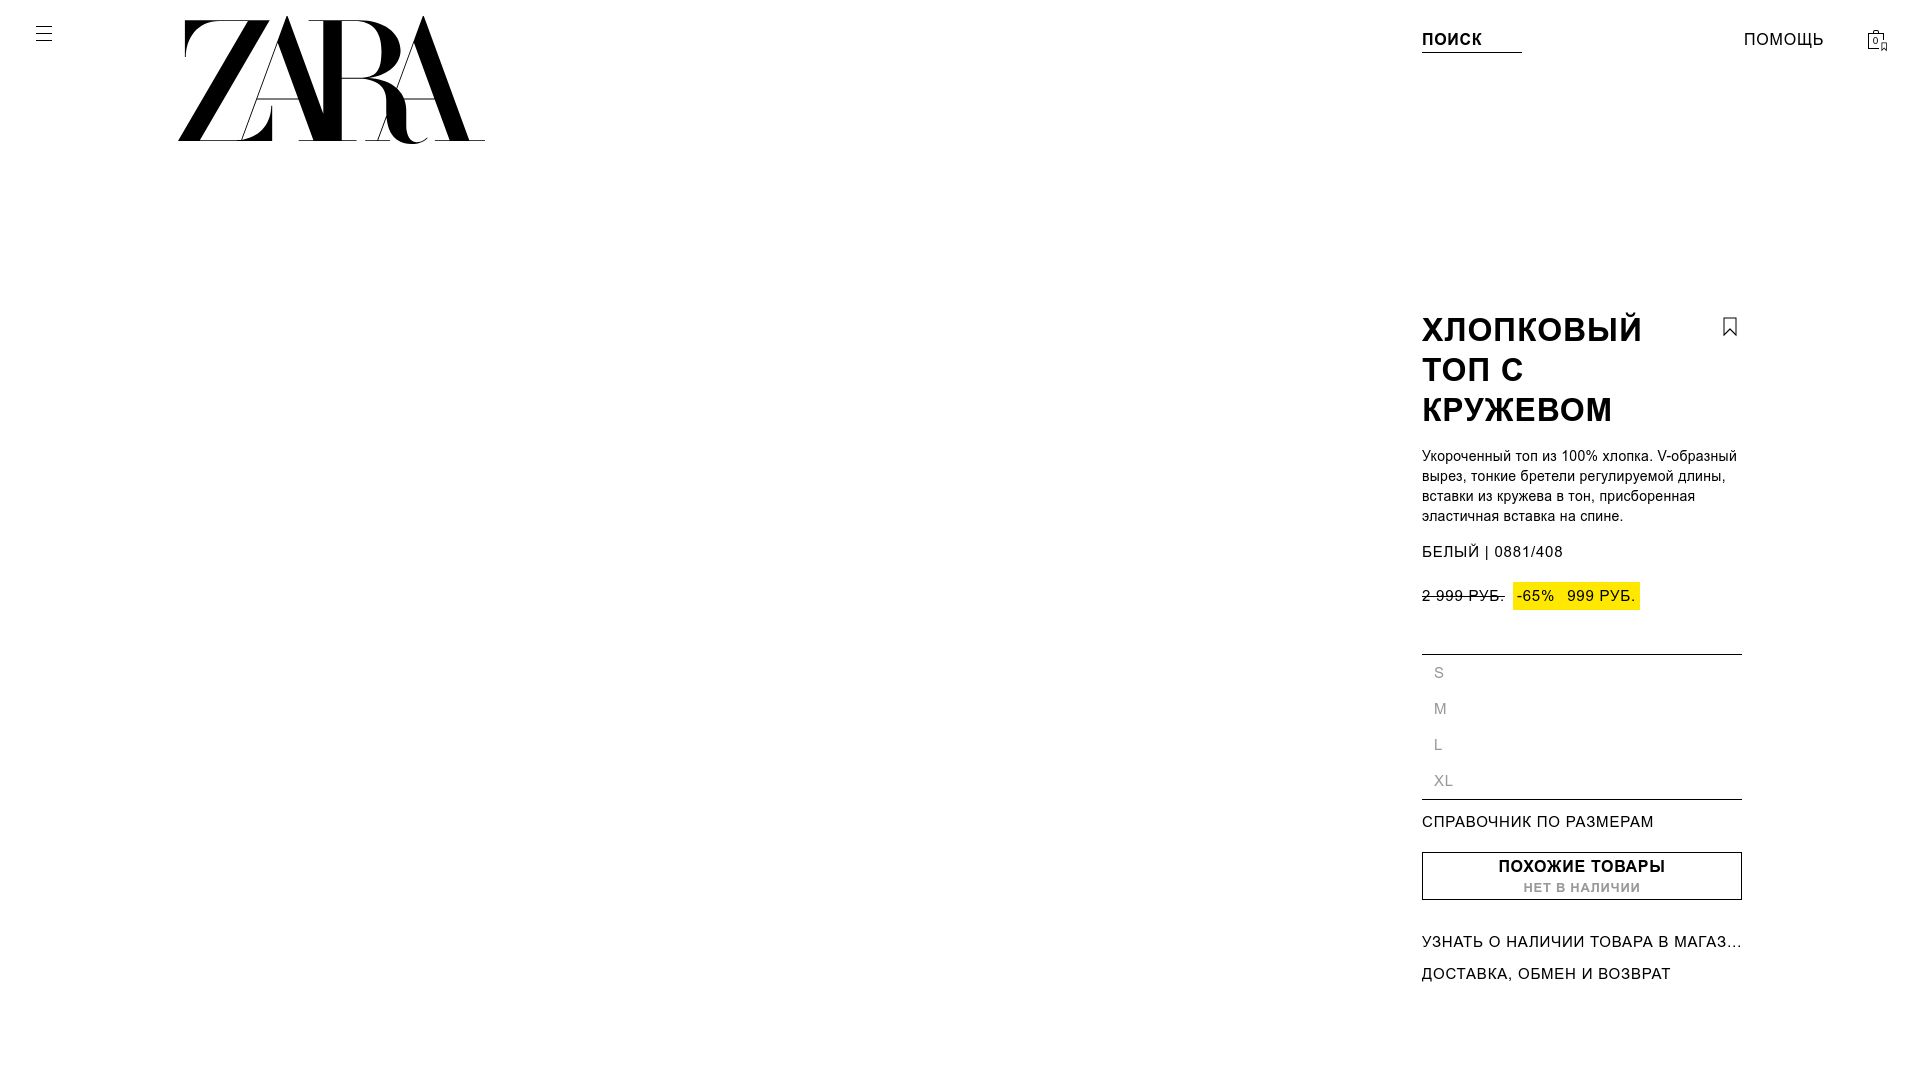 ZARA
ПОИСК
ПОМОЩЬ
0
ХЛОПКОВЫЙ
ТОП С
КРУЖЕВОМ
Укороченный топ из 100% хлопка. V-образный
вырез, тонкие бретели регулируемой длины,
вставки из кружева в тон, присборенная
эластичная вставка на спине.
БЕЛЫЙ | 0881/408
2 999 РУБ. -65% 999 РУБ.
S
M
L
XL
СПРАВОЧНИК ПО РАЗМЕРАМ
ПОХОЖИЕ ТОВАРЫ
НЕТ В НАЛИЧИИ
УЗНАТЬ О НАЛИЧИИ ТОВАРА В МАГАЗ...
ДОСТАВКА, ОБМЕН И ВОЗВРАТ